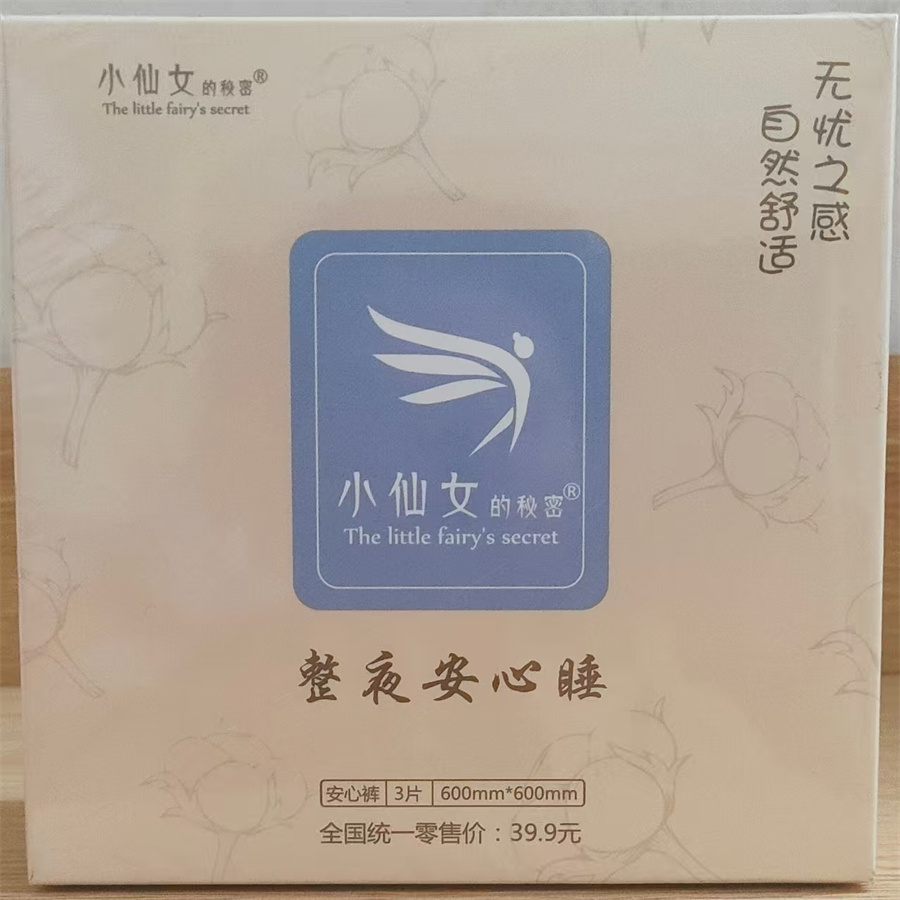 小仙女的秘密®
The little fairy's secret
无忧之感
自然舒适
小仙女的秘密®
The little fairy's secret
整夜安心睡
安心裤 3片 600mm*600mm
全国统一零售价：39.9元